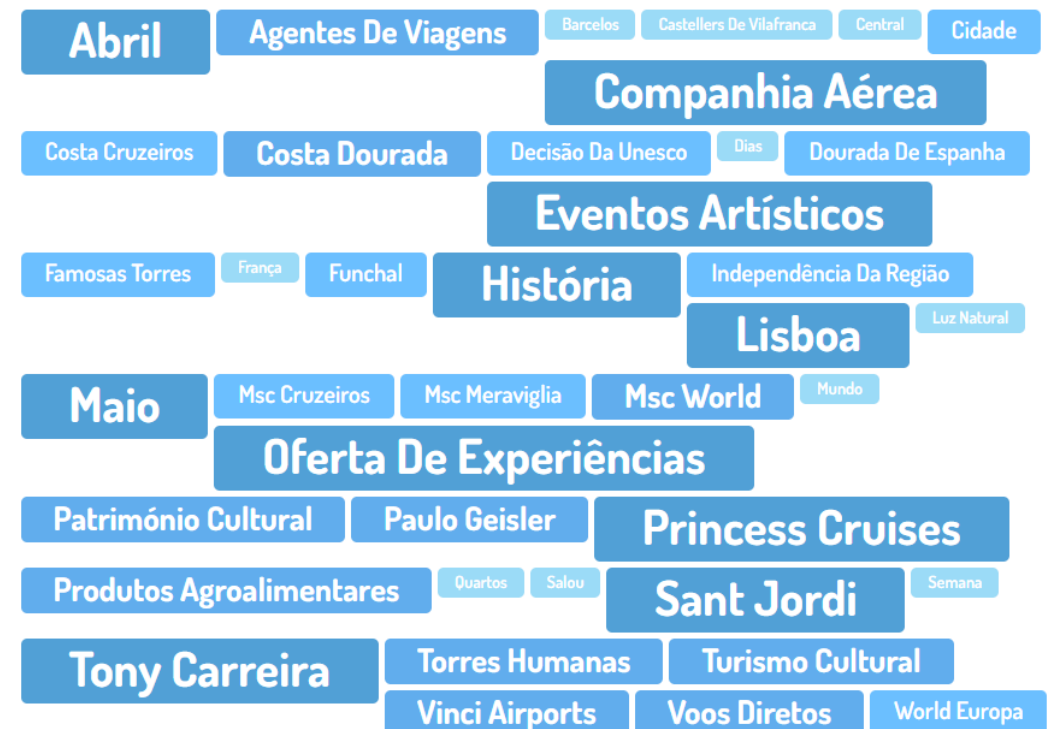 Abril Agentes De Viagens Barcelos Castellers De Vilafranca Central Cidade
Companhia Aérea
Costa Cruzeiros Costa Dourada Decisão Da Unesco Dias Dourada De Espanha
Eventos Artísticos
Famosas Torres França Funchal História Independência Da Região
Lisboa Luz Natural
Maio Msc Cruzeiros Msc Meraviglia Msc World Mundo
Oferta De Experiências
Património Cultural Paulo Geisler Princess Cruises
Produtos Agroalimentares Quartos Salou Sant Jordi Semana
Tony Carreira Torres Humanas Turismo Cultural
Vinci Airports Voos Diretos World Europa